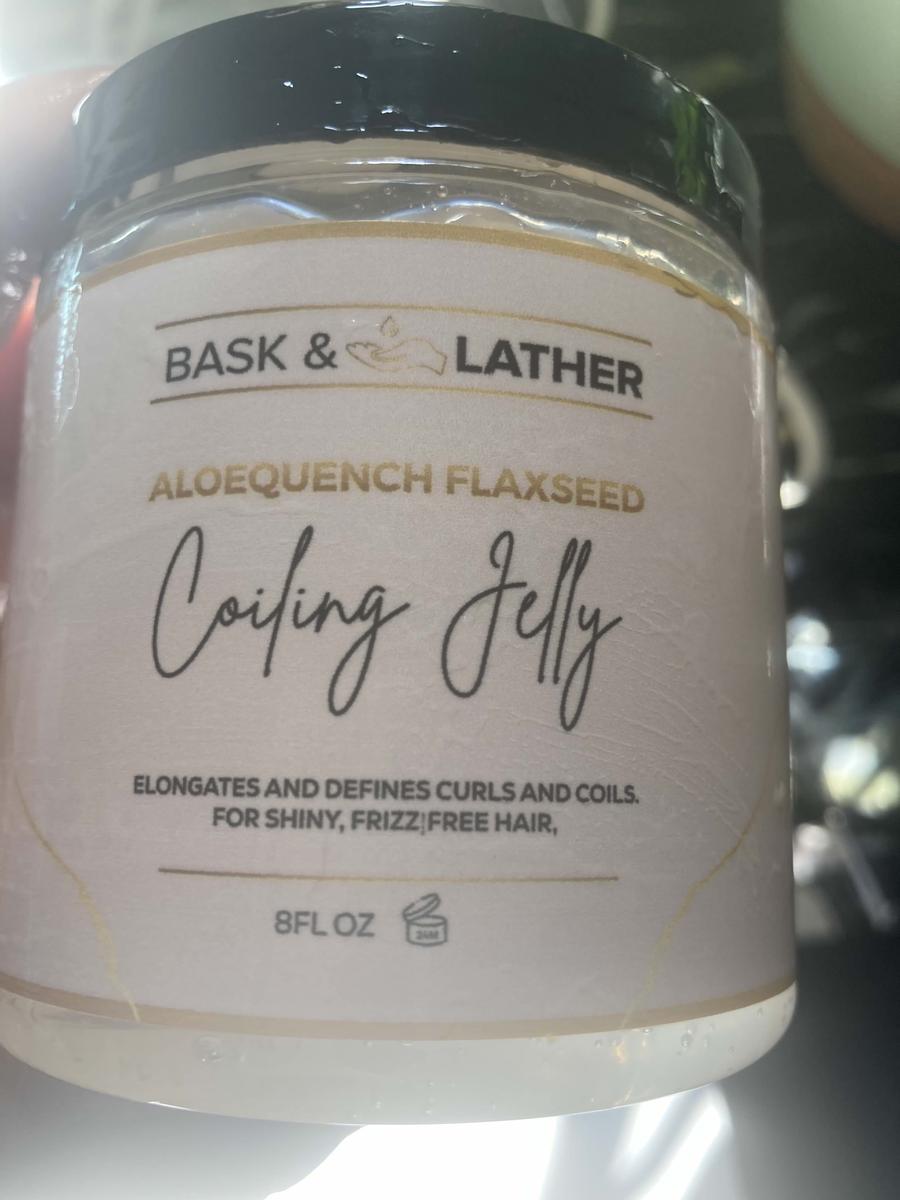 BASK & LATHER
ALOEQUENCH FLAXSEED
Coiling Jelly
ELONGATES AND DEFINES CURLS AND COILS.
FOR SHINY, FRIZZ|FREE HAIR,
8FL OZ
24M